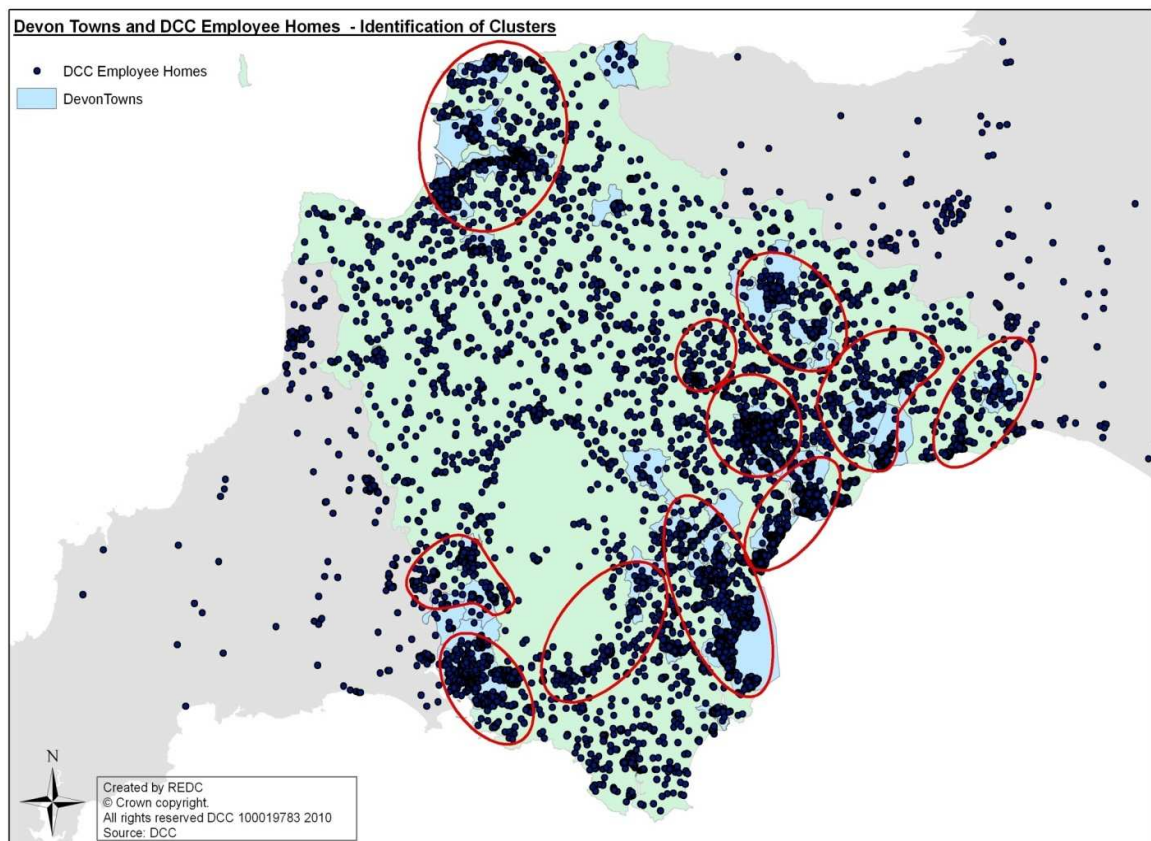 Devon Towns and DCC Employee Homes - Identification of Clusters
DCC Employee Homes
DevonTowns
N
Created by REDC
© Crown copyright.
All rights reserved DCC 100019783 2010
Source: DCC